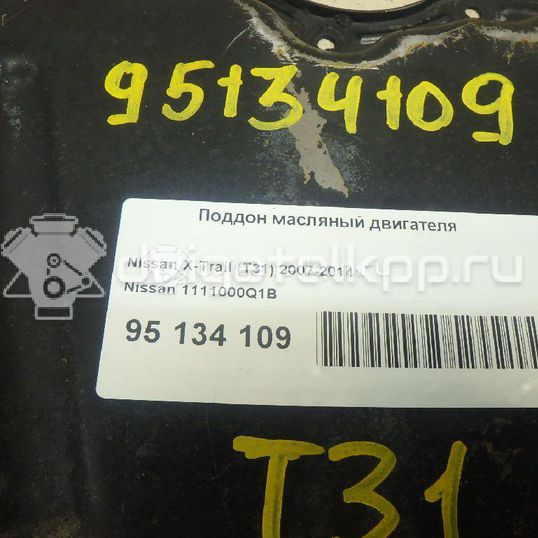 95134109
Поддон масляный двигателя
Nissan X-Trail (T31) 2007-2014
Nissan 1111000Q1B
95 134 109
T31